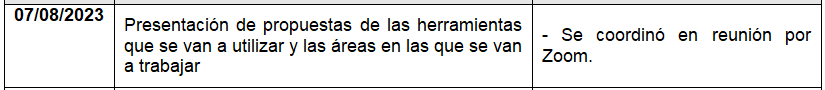 07/08/2023
Presentación de propuestas de las herramientas
que se van a utilizar y las áreas en las que se van
a trabajar
- Se coordinó en reunión por
Zoom.